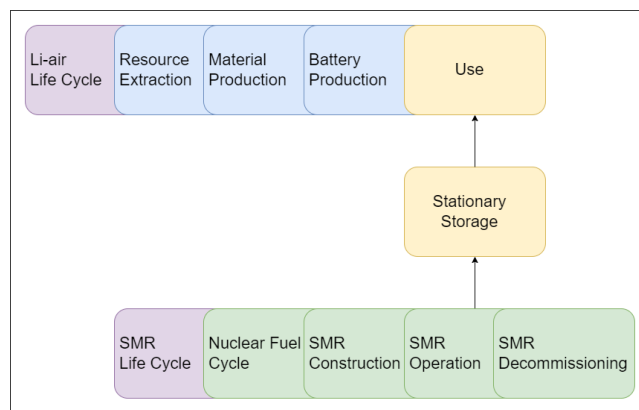 Li-air
Life Cycle
Resource
Extraction
Material
Production
Battery
Production
Use
Stationary
Storage
SMR
Life Cycle
Nuclear Fuel
Cycle
SMR
Construction
SMR
Operation
SMR
Decommissioning